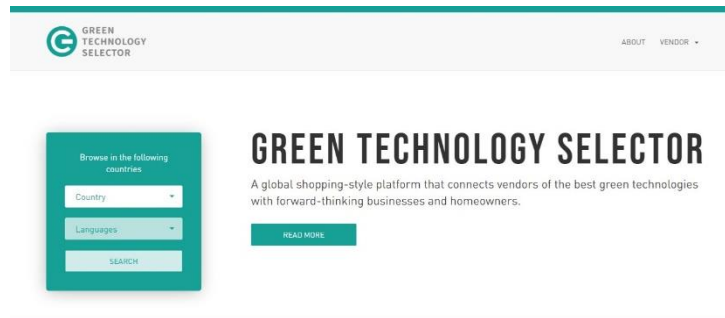 GREEN
TECHNOLOGY
SELECTOR
ABOUT VENDOR
Browse in the following
countries
Country
Languages
SEARCH
GREEN TECHNOLOGY SELECTOR
A global shopping-style platform that connects vendors of the best green technologies
with forward-thinking businesses and homeowners.
READ MORE